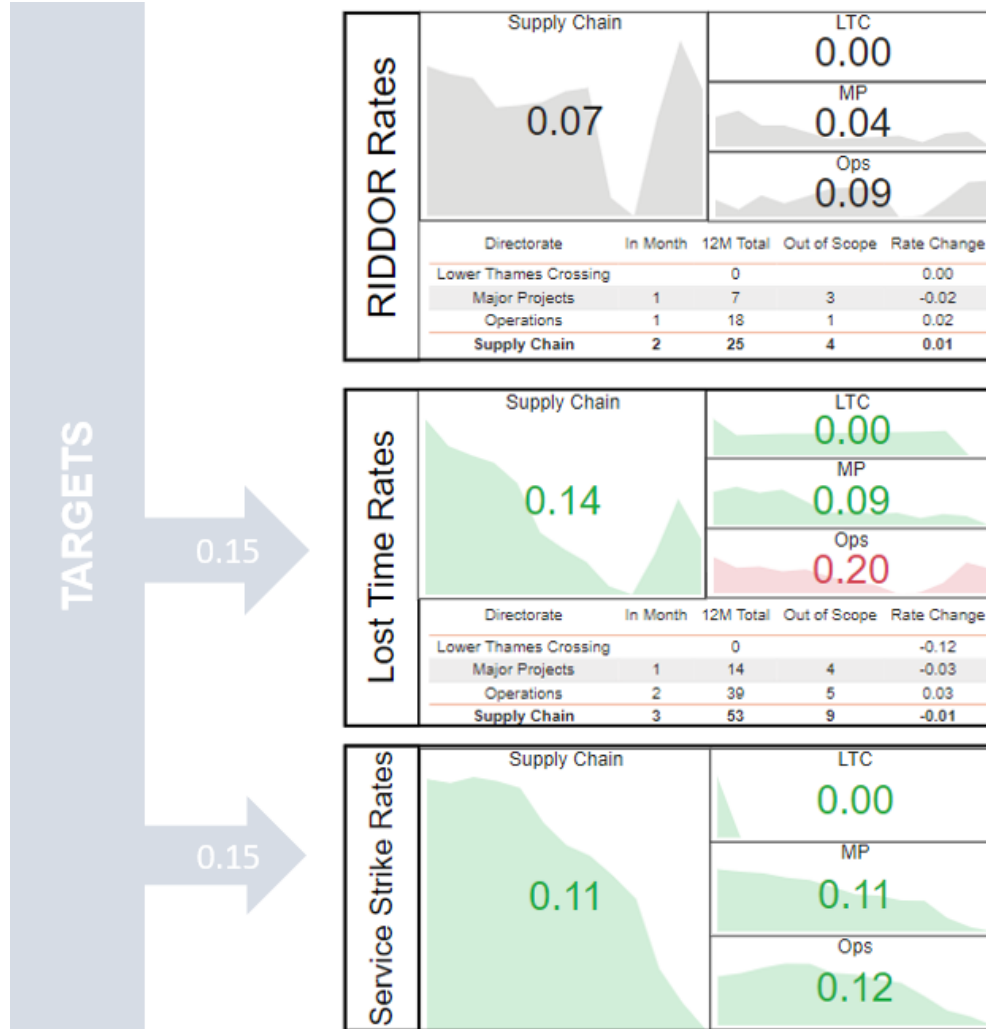 TARGETS
0.15
0.15
RIDDOR Rates
Supply Chain
0.07
LTC
0.00
MP
0.04
Ops
0.09
Directorate In Month 12M Total Out of Scope Rate Change
Lower Thames Crossing 0 0.00
Major Projects 1 7 3 -0.02
Operations 1 18 1 0.02
Supply Chain 2 25 4 0.01
Lost Time Rates
Supply Chain
0.14
LTC
0.00
MP
0.09
Ops
0.20
Directorate In Month 12M Total Out of Scope Rate Change
Lower Thames Crossing 0 -0.12
Major Projects 1 14 4 -0.03
Operations 2 39 5 0.03
Supply Chain 3 53 9 -0.01
Service Strike Rates
Supply Chain
0.11
LTC
0.00
MP
0.11
Ops
0.12